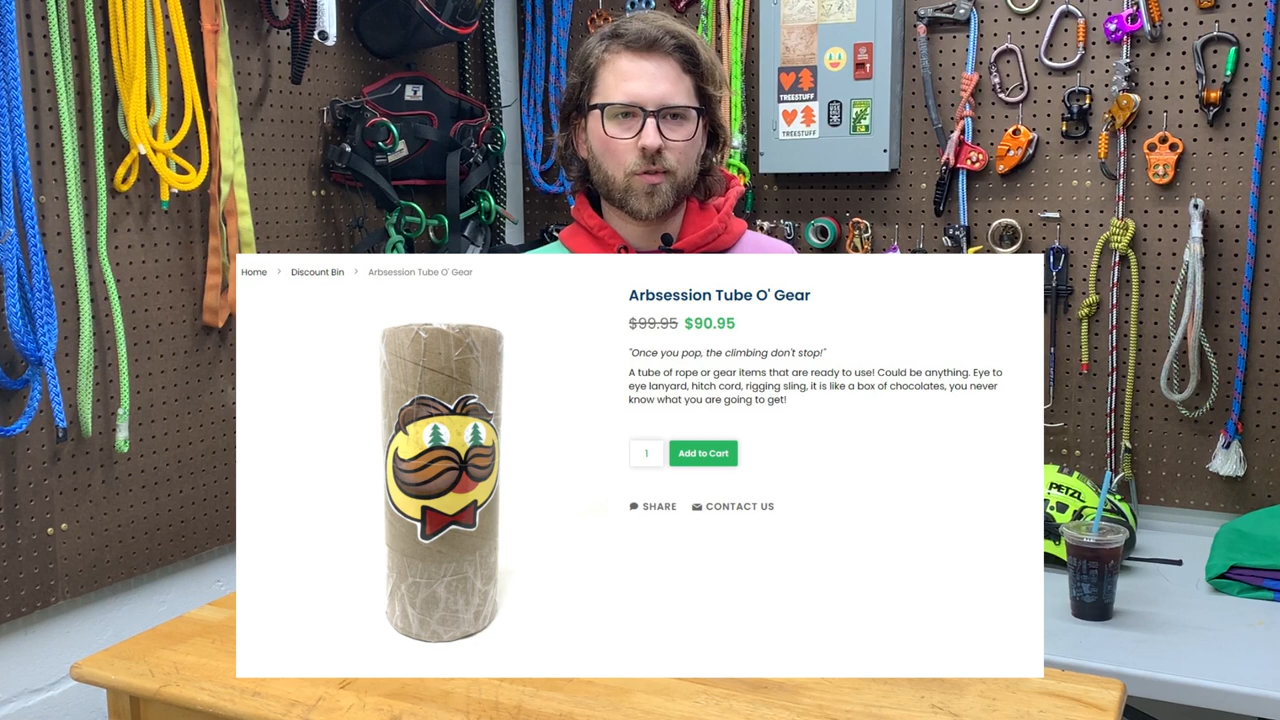 TREESTUFF
TREESTUFF
Home > Discount Bin > Arbsession Tube O' Gear
Arbsession Tube O' Gear
$99.95 $90.95
"Once you pop, the climbing don't stop!"
A tube of rope or gear items that are ready to use! Could be anything. Eye to
eye lanyard, hitch cord, rigging sling, it is like a box of chocolates, you never
know what you are going to get!
1 Add to Cart
SHARE CONTACT US
PETZL